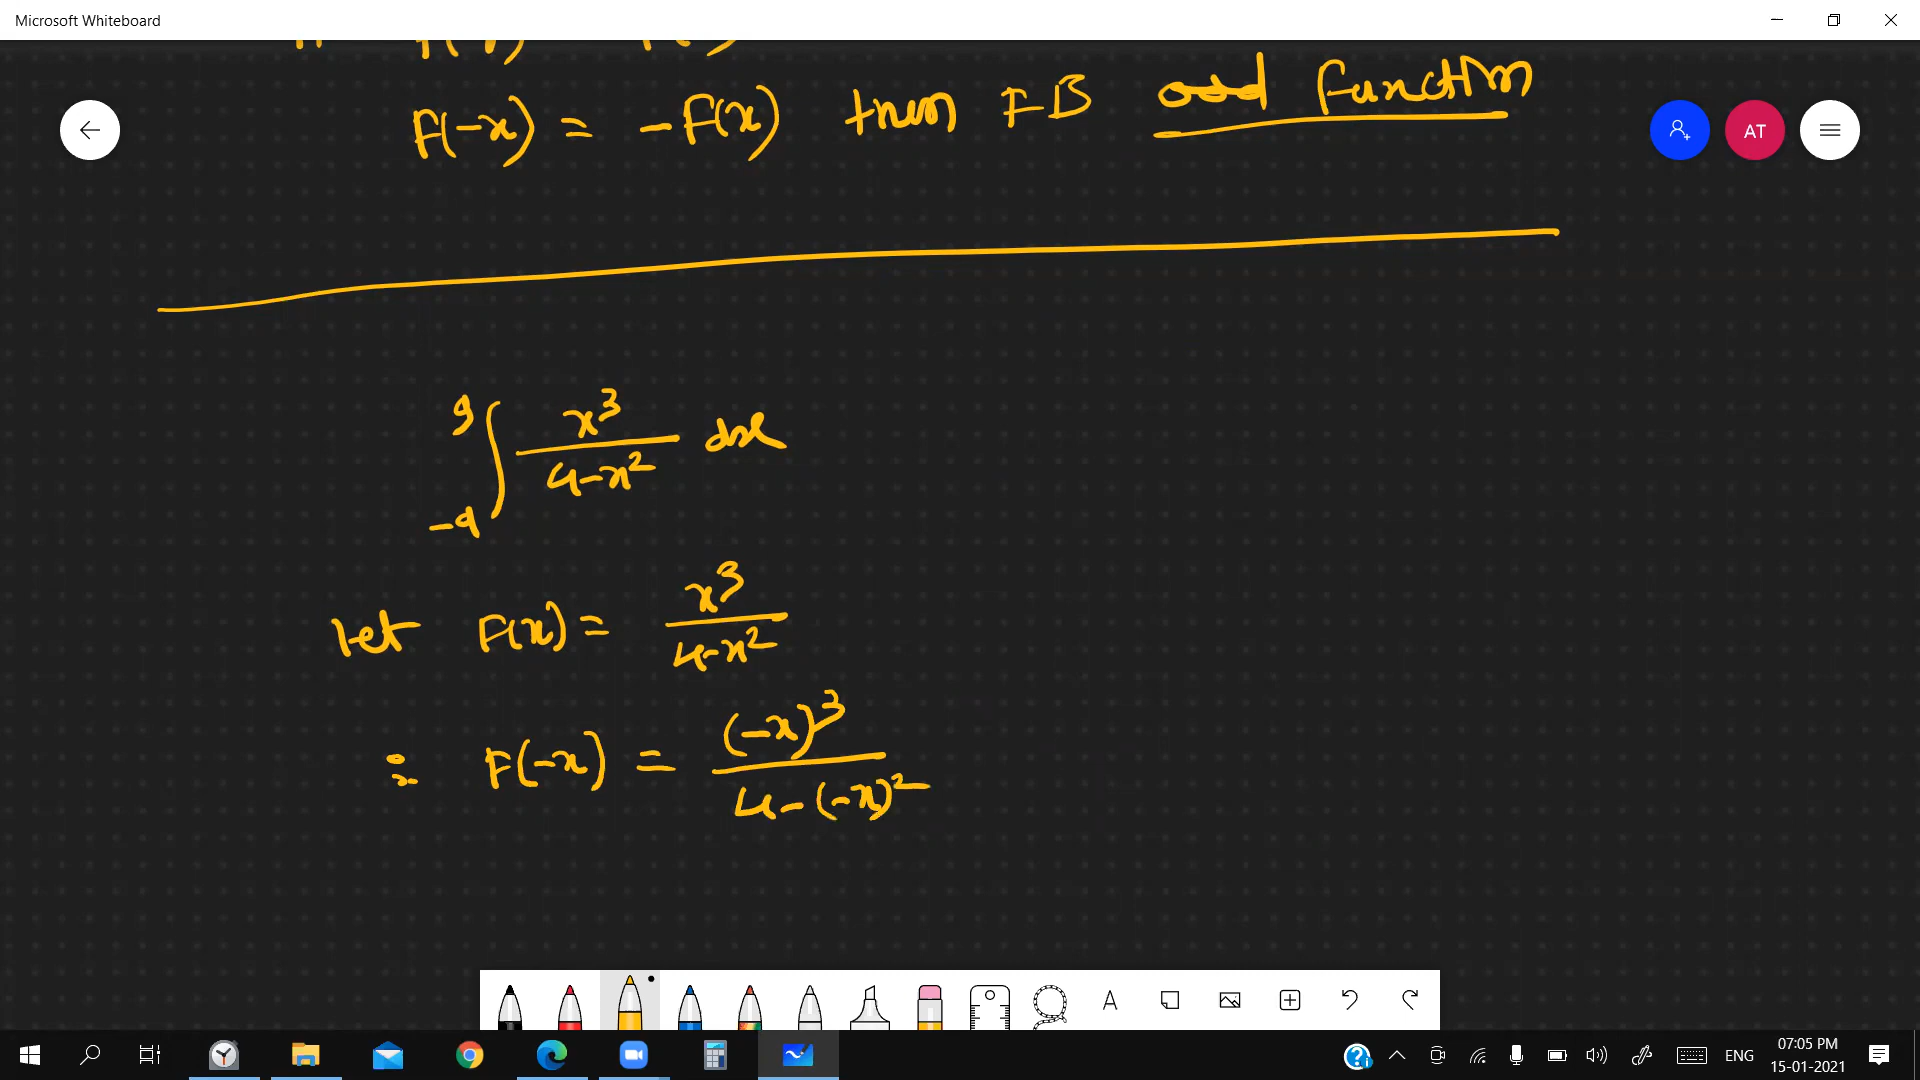 Microsoft Whiteboard
F(-x) = -F(x) then F is odd function
AT
9∫-9 x³/(4-x²) dx
let F(x) = x³/(4-x²)
∴ F(-x) = (-x)³/(4-(-x)²)
A
ENG
07:05 PM
15-01-2021